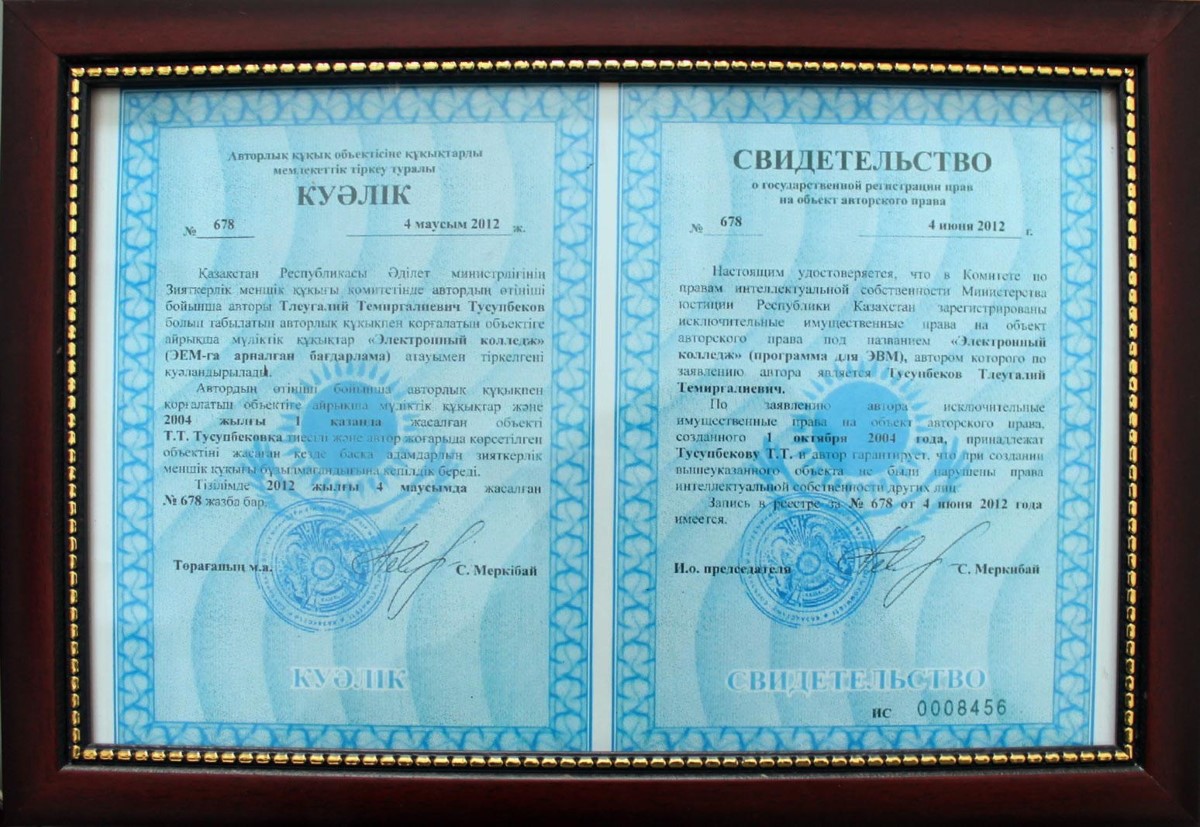 Авторлық құқық объектісіне құқықтарды
мемлекеттік тіркеу туралы
КУӘЛІК
№ 678 4 маусым 2012 ж.
Қазақстан Республикасы Әділет министрлігінің
Зияткерлік меншік құқығы комитетінде автордың өтініші
бойынша авторы Тлеугалий Темиргалиевич Тусупбеков
болып табылатын авторлық құқықпен қорғалатын объектіге
айрықша мүліктік құқықтар «Электронный колледж»
(ЭЕМ-ға арналған бағдарлама) атауымен тіркелгені
куәландырылады.
Автордың өтініші бойынша авторлық құқықпен
қорғалатын объектіге айрықша мүліктік құқықтар және
2004 жылғы 1 қазанда жасалған объекті
Т.Т. Тусупбековқа тиесілі және автор жоғарыда көрсетілген
объектіні жасаған кезде басқа адамдардың зияткерлік
меншік құқығы бұзылмағандығына кепілдік береді.
Тізілімде 2012 жылғы 4 маусымда жасалған
№ 678 жазба бар.
Төрағаның м.а. С. Меркібай
КУӘЛІК
СВИДЕТЕЛЬСТВО
о государственной регистрации прав
на объект авторского права
№ 678 4 июня 2012 г.
Настоящим удостоверяется, что в Комитете по
правам интеллектуальной собственности Министерства
юстиции Республики Казахстан зарегистрированы
исключительные имущественные права на объект
авторского права под названием «Электронный
колледж» (программа для ЭВМ), автором которого по
заявлению автора является Тусупбеков Тлеугалий
Темиргалиевич.
По заявлению автора исключительные
имущественные права на объект авторского права,
созданного 1 октября 2004 года, принадлежат
Тусупбекову Т.Т. и автор гарантирует, что при создании
вышеуказанного объекта не были нарушены права
интеллектуальной собственности других лиц.
Запись в реестре за № 678 от 4 июня 2012 года
имеется.
И.о. председателя С. Меркибай
СВИДЕТЕЛЬСТВО
ИС 0008456